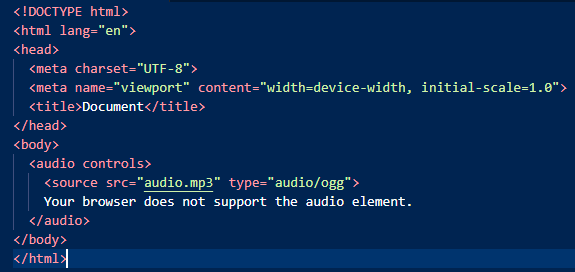 <!DOCTYPE html>
<html lang="en">
<head>
  <meta charset="UTF-8">
  <meta name="viewport" content="width=device-width, initial-scale=1.0">
  <title>Document</title>
</head>
<body>
  <audio controls>
    <source src="audio.mp3" type="audio/ogg">
    Your browser does not support the audio element.
  </audio>
</body>
</html>